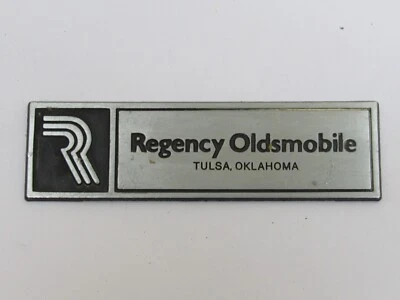 R
Regency Oldsmobile
TULSA, OKLAHOMA